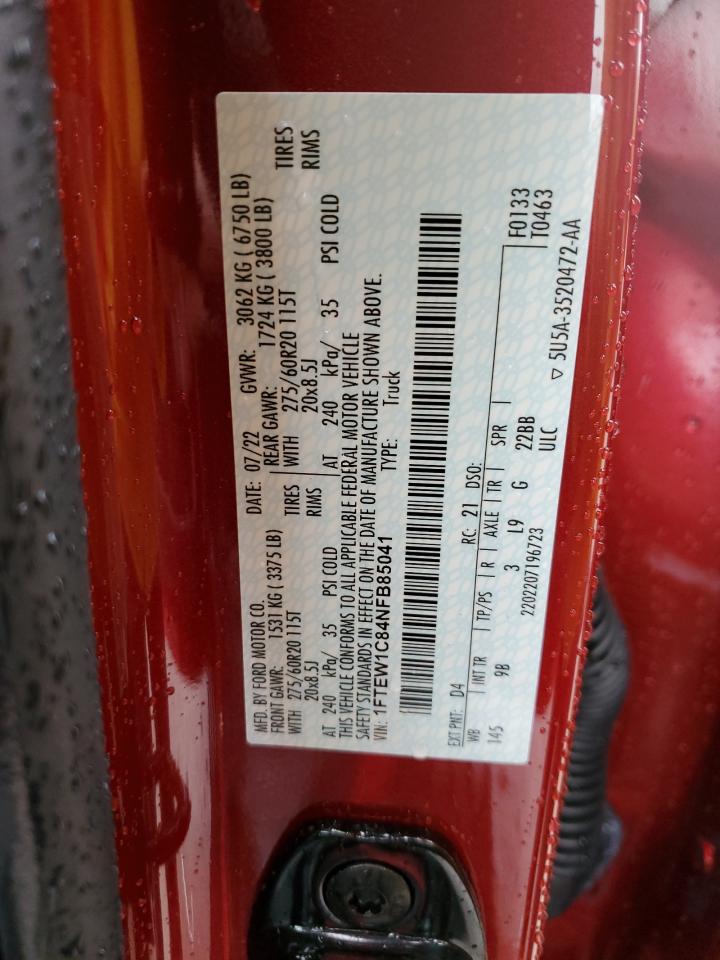 MFD. BY FORD MOTOR CO. DATE: 07/22 GVWR: 3062 KG ( 6750 LB)
FRONT GAWR: 1531 KG ( 3375 LB) REAR GAWR: 1724 KG ( 3800 LB)
WITH 275/60R20 115T TIRES WITH 275/60R20 115T TIRES
20x8.5J RIMS 20x8.5J RIMS
AT 240 kPa/ 35 PSI COLD AT 240 kPa/ 35 PSI COLD
THIS VEHICLE CONFORMS TO ALL APPLICABLE FEDERAL MOTOR VEHICLE
SAFETY STANDARDS IN EFFECT ON THE DATE OF MANUFACTURE SHOWN ABOVE.
VIN: 1FTEW1C84NFB85041 TYPE: Truck
EXT PNT: D4 RC: 21 DSO:
WB INT TR TP/PS R AXLE TR SPR F0133
145 9B 3 L9 G 22BB T0463
2202207196723 ULC
▽ 5U5A-3520472-AA